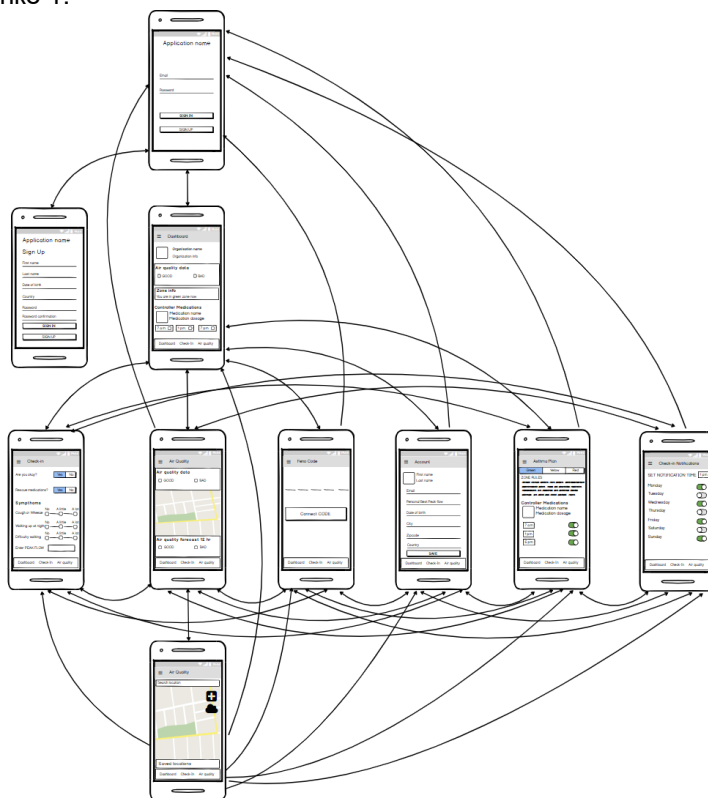 Application name
Email
Password
SIGN IN
SIGN UP
Application name
Sign Up
First name
Last name
Date of birth
Country
Password
Password confirmation
SIGN IN
SIGN UP
Dashboard
Organization name
Organization info
Air quality data
GOOD BAD
Zone info
You are in green zone now
Controller Medications
Medication name
Medication dosage
Dashboard Check-In Air quality
Check-in
Are you okay? Yes No
Rescue medications? Yes No
Symptoms
Cough or Wheeze
Waking up at night
Difficulty walking
Dashboard Check-In Air quality
Air Quality
Air quality data
GOOD BAD
Air quality forecast 12 hr
GOOD BAD
Dashboard Check-In Air quality
Field Code
Connect CODE
Dashboard Check-In Air quality
Account
First name
Last name
Email
Date of birth
City
Zipcode
Country
Dashboard Check-In Air quality
Asthma Plan
Green Yellow Red
ZONE RULES
Controller Medications
Medication name
Medication dosage
Dashboard Check-In Air quality
Check-in Notifications
SET NOTIFICATION TIME
Monday
Tuesday
Wednesday
Thursday
Friday
Saturday
Sunday
Dashboard Check-In Air quality
Air Quality
Search location
Saved locations
Dashboard Check-In Air quality